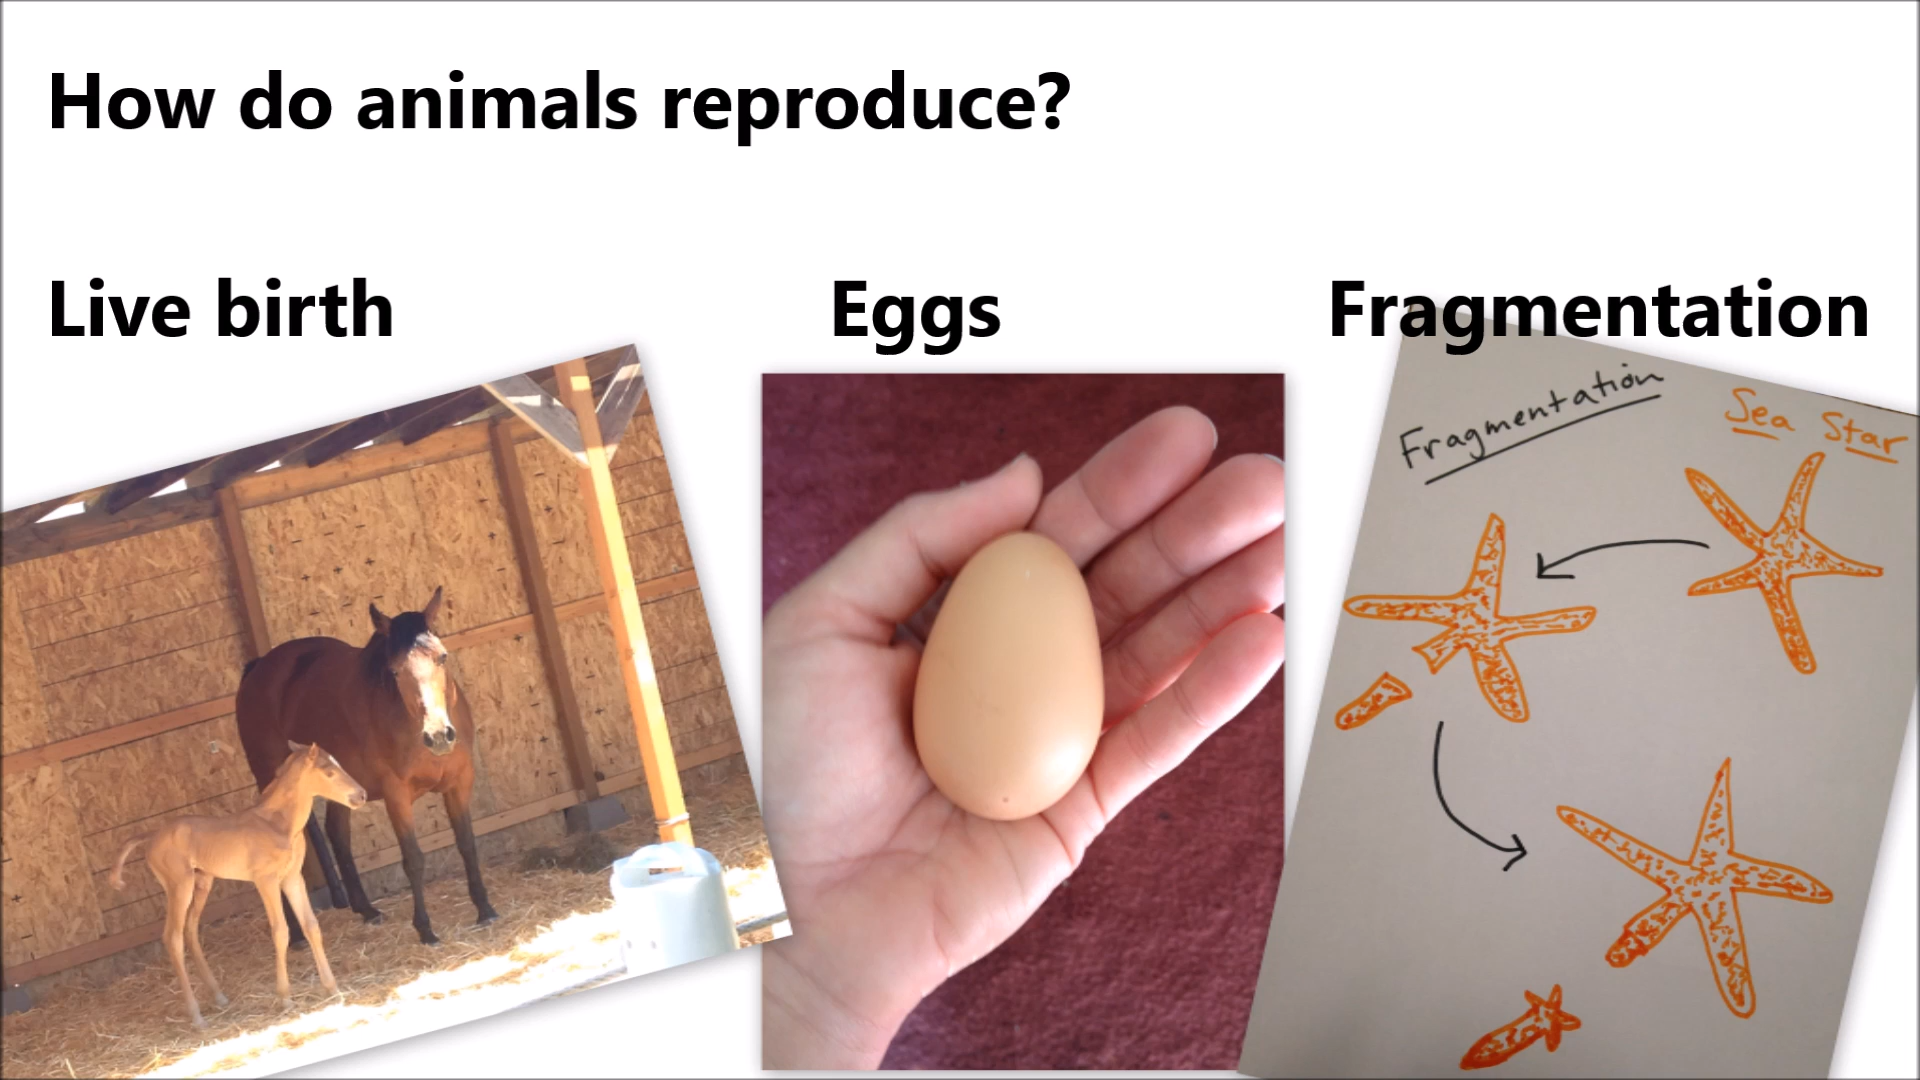 How do animals reproduce?
Live birth
Eggs
Fragmentation
Fragmentation
Sea Star